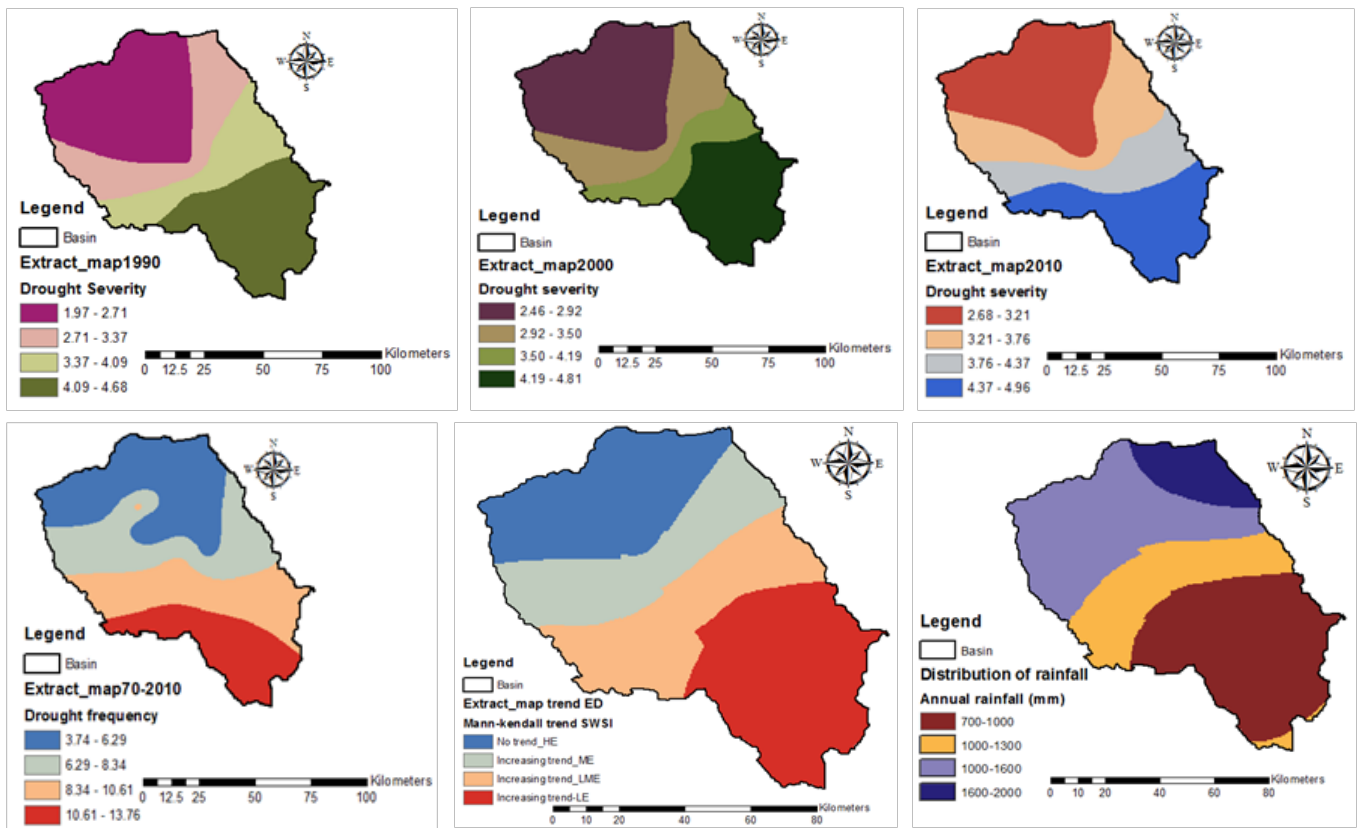 N
W
E
S
Legend
Basin
Extract_map1990
Drought Severity
1.97 - 2.71
2.71 - 3.37
3.37 - 4.09
4.09 - 4.68
Kilometers
0 12.5 25 50 75 100
N
W
E
S
Legend
Basin
Extract_map2000
Drought severity
2.46 - 2.92
2.92 - 3.50
3.50 - 4.19
4.19 - 4.81
Kilometers
0 12.5 25 50 75 100
N
W
E
S
Legend
Basin
Extract_map2010
Drought severity
2.68 - 3.21
3.21 - 3.76
3.76 - 4.37
4.37 - 4.96
Kilometers
0 12.5 25 50 75 100
N
W
E
S
Legend
Basin
Extract_map70-2010
Drought frequency
3.74 - 6.29
6.29 - 8.34
8.34 - 10.61
10.61 - 13.76
Kilometers
0 12.5 25 50 75 100
N
W
E
S
Legend
Basin
Extract_map trend ED
Mann-kendall trend SWSI
No trend_HE
Increasing trend_ME
Increasing trend_LME
Increasing trend-LE
Kilometers
0 20 40 60 80
N
W
E
S
Legend
Basin
Distribution of rainfall
Annual rainfall (mm)
700-1000
1000-1300
1000-1600
1600-2000
Kilometers
0 10 20 40 60 80